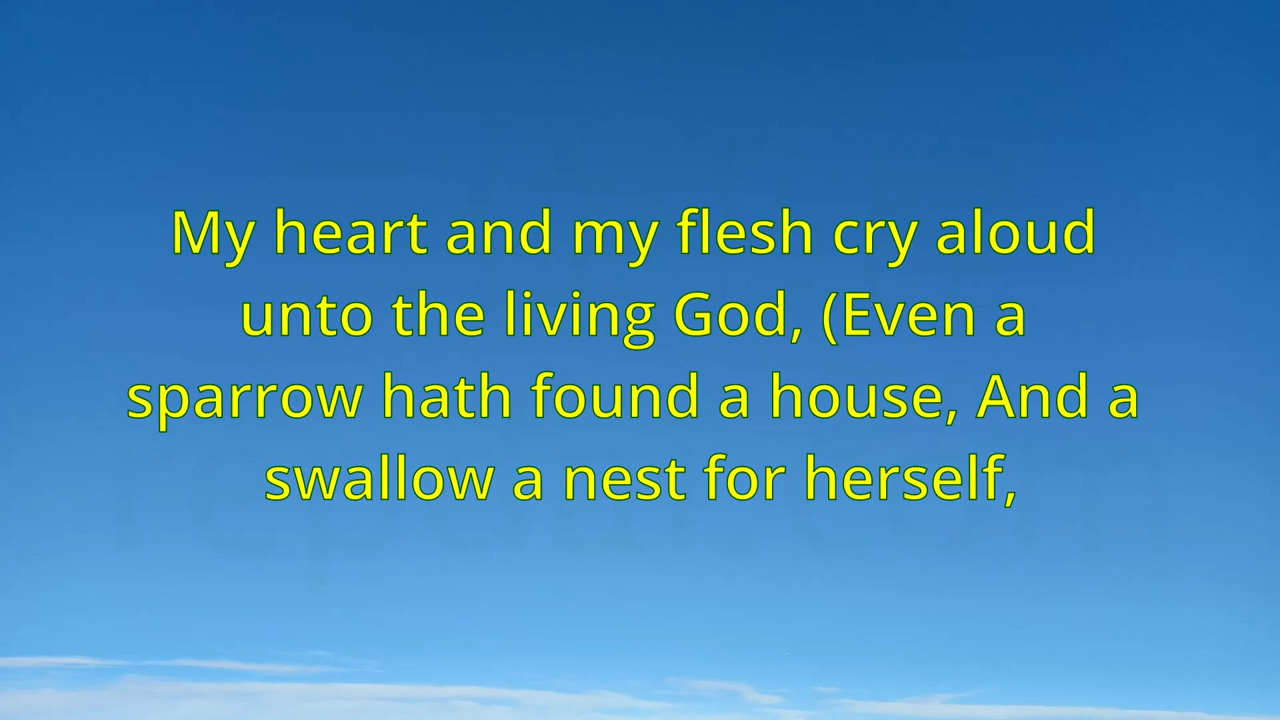 My heart and my flesh cry aloud
unto the living God, (Even a
sparrow hath found a house, And a
swallow a nest for herself,